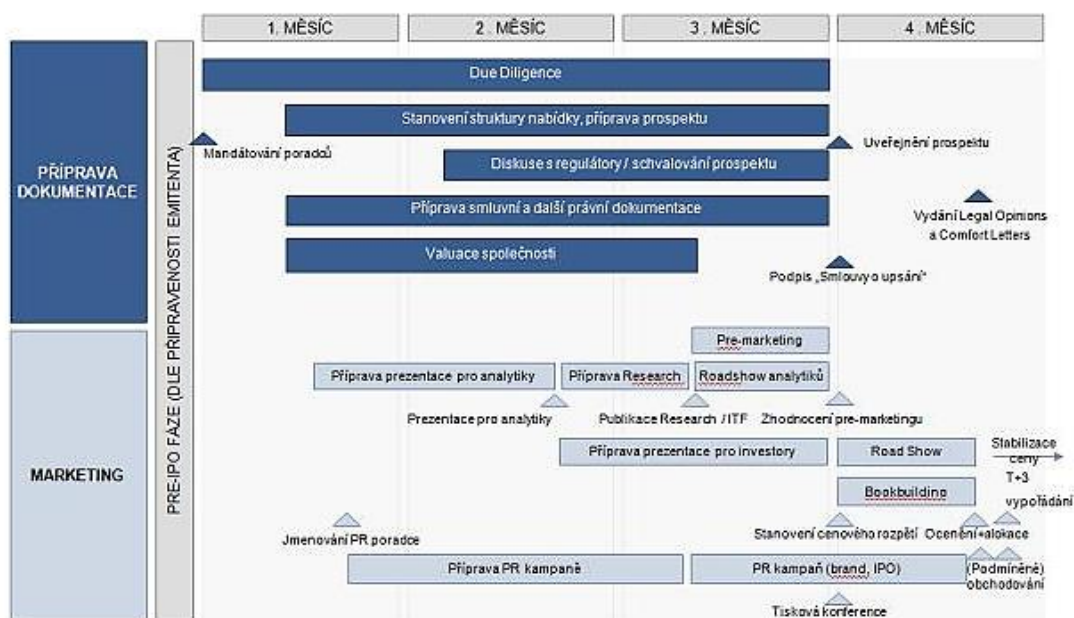 1. MĚSÍC
2 . MĚSÍC
3 . MĚSÍC
4 . MĚSÍC
PŘÍPRAVA
DOKUMENTACE
PRE-IPO FÁZE (DLE PŘIPRAVENOSTI EMITENTA)
Due Diligence
Stanovení struktury nabídky, příprava prospektu
Mandátování poradců
Uveřejnění prospektu
Diskuse s regulátory / schvalování prospektu
Příprava smluvní a další právní dokumentace
Vydání Legal Opinions
a Comfort Letters
Valuace společnosti
Podpis „Smlouvy o upsání“
MARKETING
Pre-marketing
Příprava prezentace pro analytiky
Příprava Research
Roadshow analytiků
Prezentace pro analytiky
Publikace Research / ITF
Zhodnocení pre-marketingu
Příprava prezentace pro investory
Road Show
Stabilizace
ceny
T+3
vypořádání
Bookbuilding
Stanovení cenového rozpětí
Ocenění+alokace
Jmenování PR poradce
Příprava PR kampaně
PR kampaň (brand, IPO)
(Podmíněné)
obchodování
Tisková konference